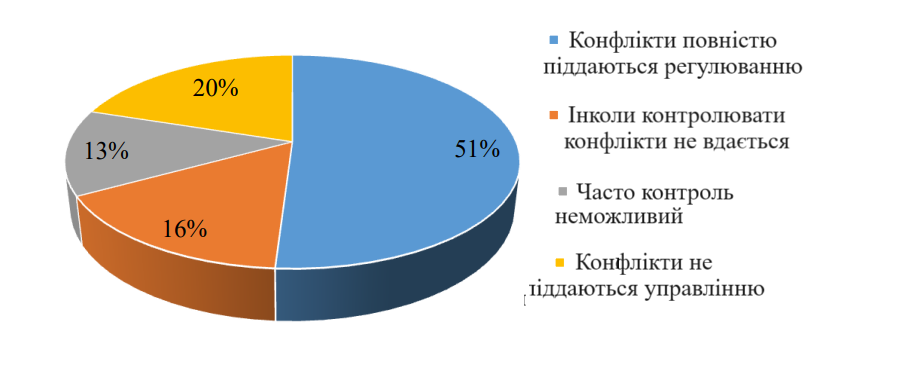 20%
13%
51%
16%
Конфлікти повністю
піддаються регулюванню
Інколи контролювати
конфлікти не вдається
Часто контроль
неможливий
Конфлікти не
піддаються управлінню